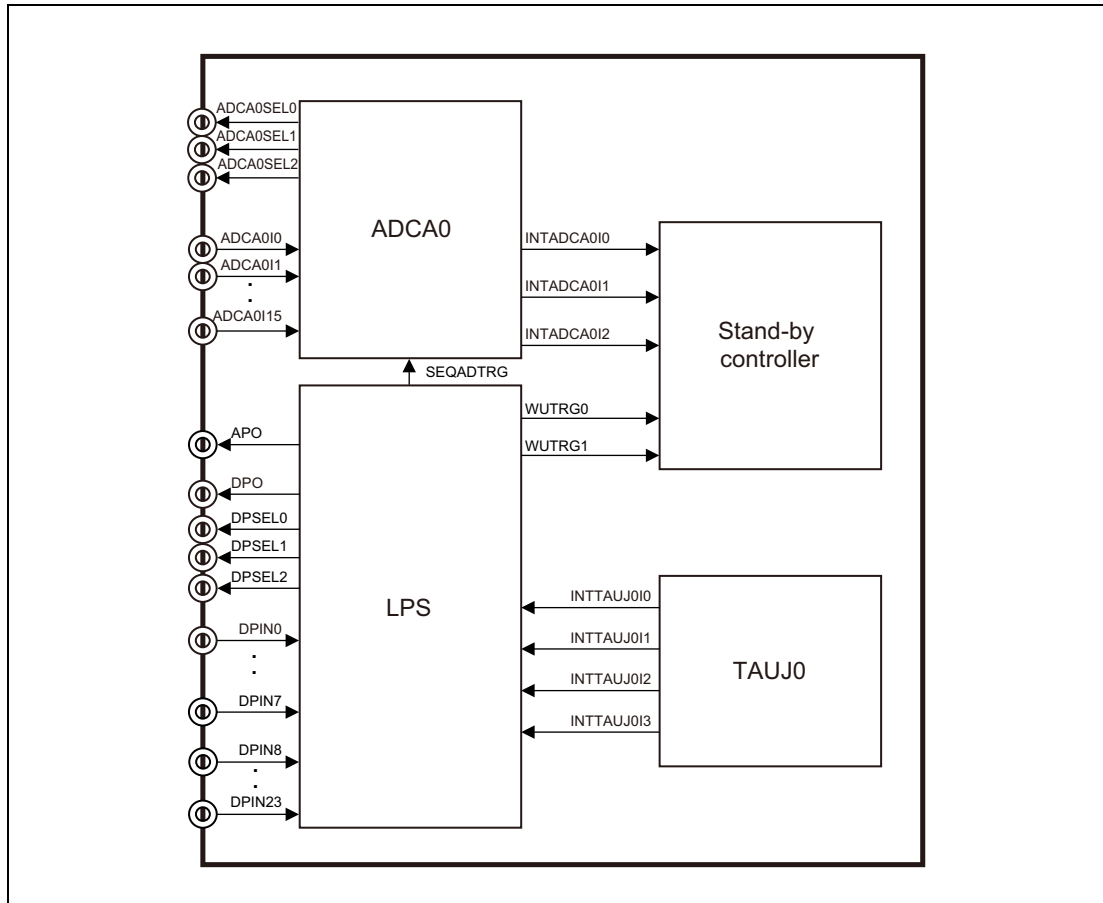 ADCA0SEL0
ADCA0SEL1
ADCA0SEL2
ADCA0I0
ADCA0I1
ADCA0I15
ADCA0
INTADCA0I0
INTADCA0I1
INTADCA0I2
Stand-by
controller
SEQADTRG
WUTRG0
WUTRG1
APO
DPO
DPSEL0
DPSEL1
DPSEL2
DPIN0
DPIN7
DPIN8
DPIN23
LPS
INTTAUJ0I0
INTTAUJ0I1
INTTAUJ0I2
INTTAUJ0I3
TAUJ0